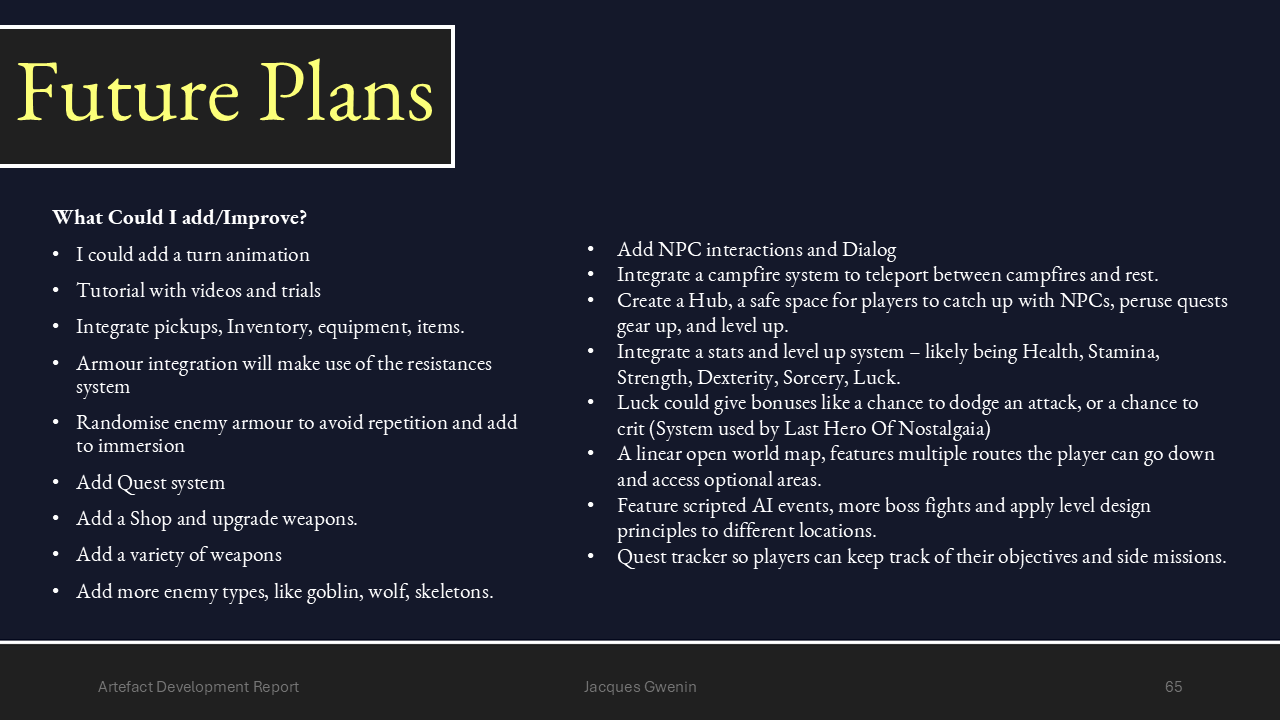 Future Plans
What Could I add/Improve?
• I could add a turn animation
• Tutorial with videos and trials
• Integrate pickups, Inventory, equipment, items.
• Armour integration will make use of the resistances
system
• Randomise enemy armour to avoid repetition and add
to immersion
• Add Quest system
• Add a Shop and upgrade weapons.
• Add a variety of weapons
• Add more enemy types, like goblin, wolf, skeletons.
• Add NPC interactions and Dialog
• Integrate a campfire system to teleport between campfires and rest.
• Create a Hub, a safe space for players to catch up with NPCs, peruse quests
gear up, and level up.
• Integrate a stats and level up system – likely being Health, Stamina,
Strength, Dexterity, Sorcery, Luck.
• Luck could give bonuses like a chance to dodge an attack, or a chance to
crit (System used by Last Hero Of Nostalgaia)
• A linear open world map, features multiple routes the player can go down
and access optional areas.
• Feature scripted AI events, more boss fights and apply level design
principles to different locations.
• Quest tracker so players can keep track of their objectives and side missions.
Artefact Development Report
Jacques Gwenin
65